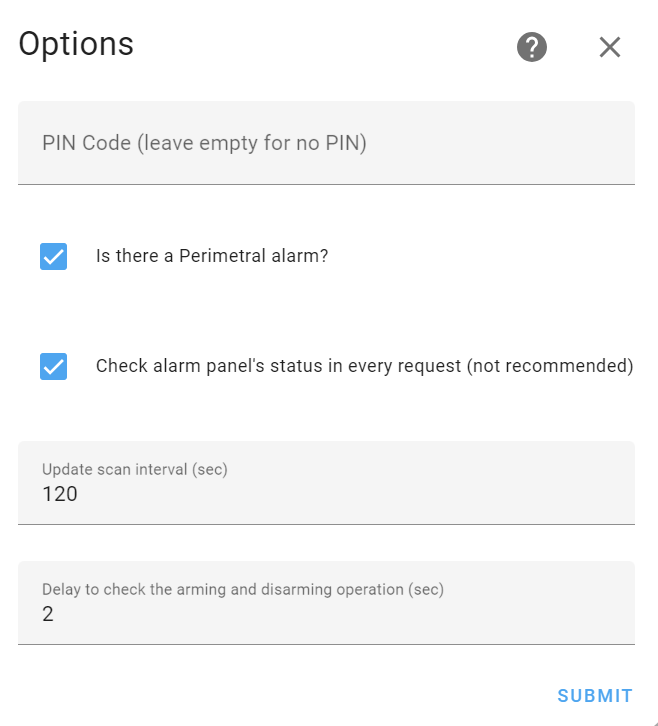 Options
PIN Code (leave empty for no PIN)
Is there a Perimetral alarm?
Check alarm panel's status in every request (not recommended)
Update scan interval (sec)
120
Delay to check the arming and disarming operation (sec)
2
SUBMIT